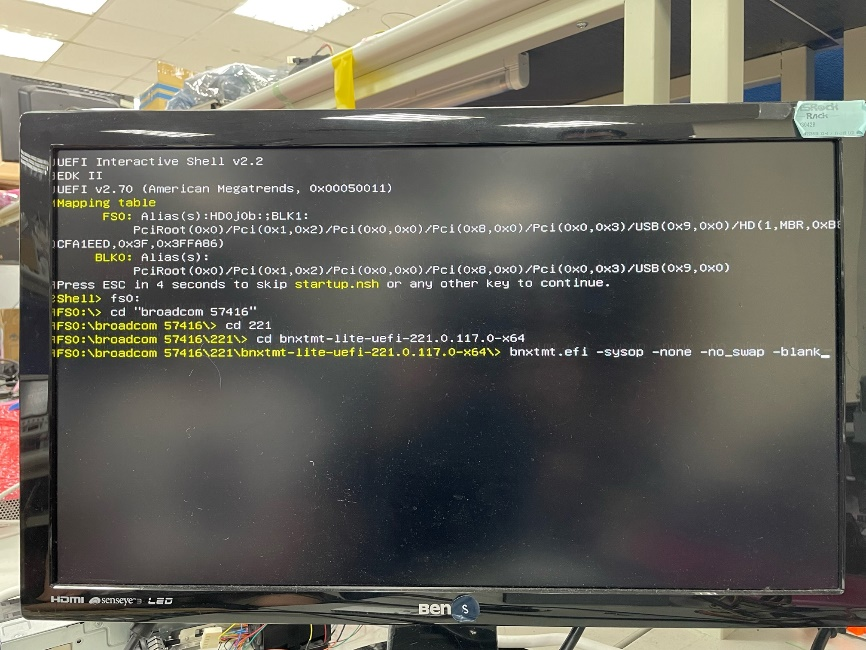 ASRock
Rack
UEFI Interactive Shell v2.2
EDK II
UEFI v2.70 (American Megatrends, 0x00050011)
Mapping table
FS0: Alias(s):HD0j0b:;BLK1:
PciRoot(0x0)/Pci(0x1,0x2)/Pci(0x0,0x0)/Pci(0x8,0x0)/Pci(0x0,0x3)/USB(0x9,0x0)/HD(1,MBR,0xB8
CFA1EED,0x3F,0x3FFA86)
BLK0: Alias(s):
PciRoot(0x0)/Pci(0x1,0x2)/Pci(0x0,0x0)/Pci(0x8,0x0)/Pci(0x0,0x3)/USB(0x9,0x0)
Press ESC in 4 seconds to skip startup.nsh or any other key to continue.
Shell> fs0:
FS0:\> cd "broadcom 57416"
FS0:\broadcom 57416\> cd 221
FS0:\broadcom 57416\221\> cd bnxtmt-lite-uefi-221.0.117.0-x64
FS0:\broadcom 57416\221\bnxtmt-lite-uefi-221.0.117.0-x64\> bnxtmt.efi -sysop -none -no_swap -blank_
HDMI senseye3 LED
Ben
S